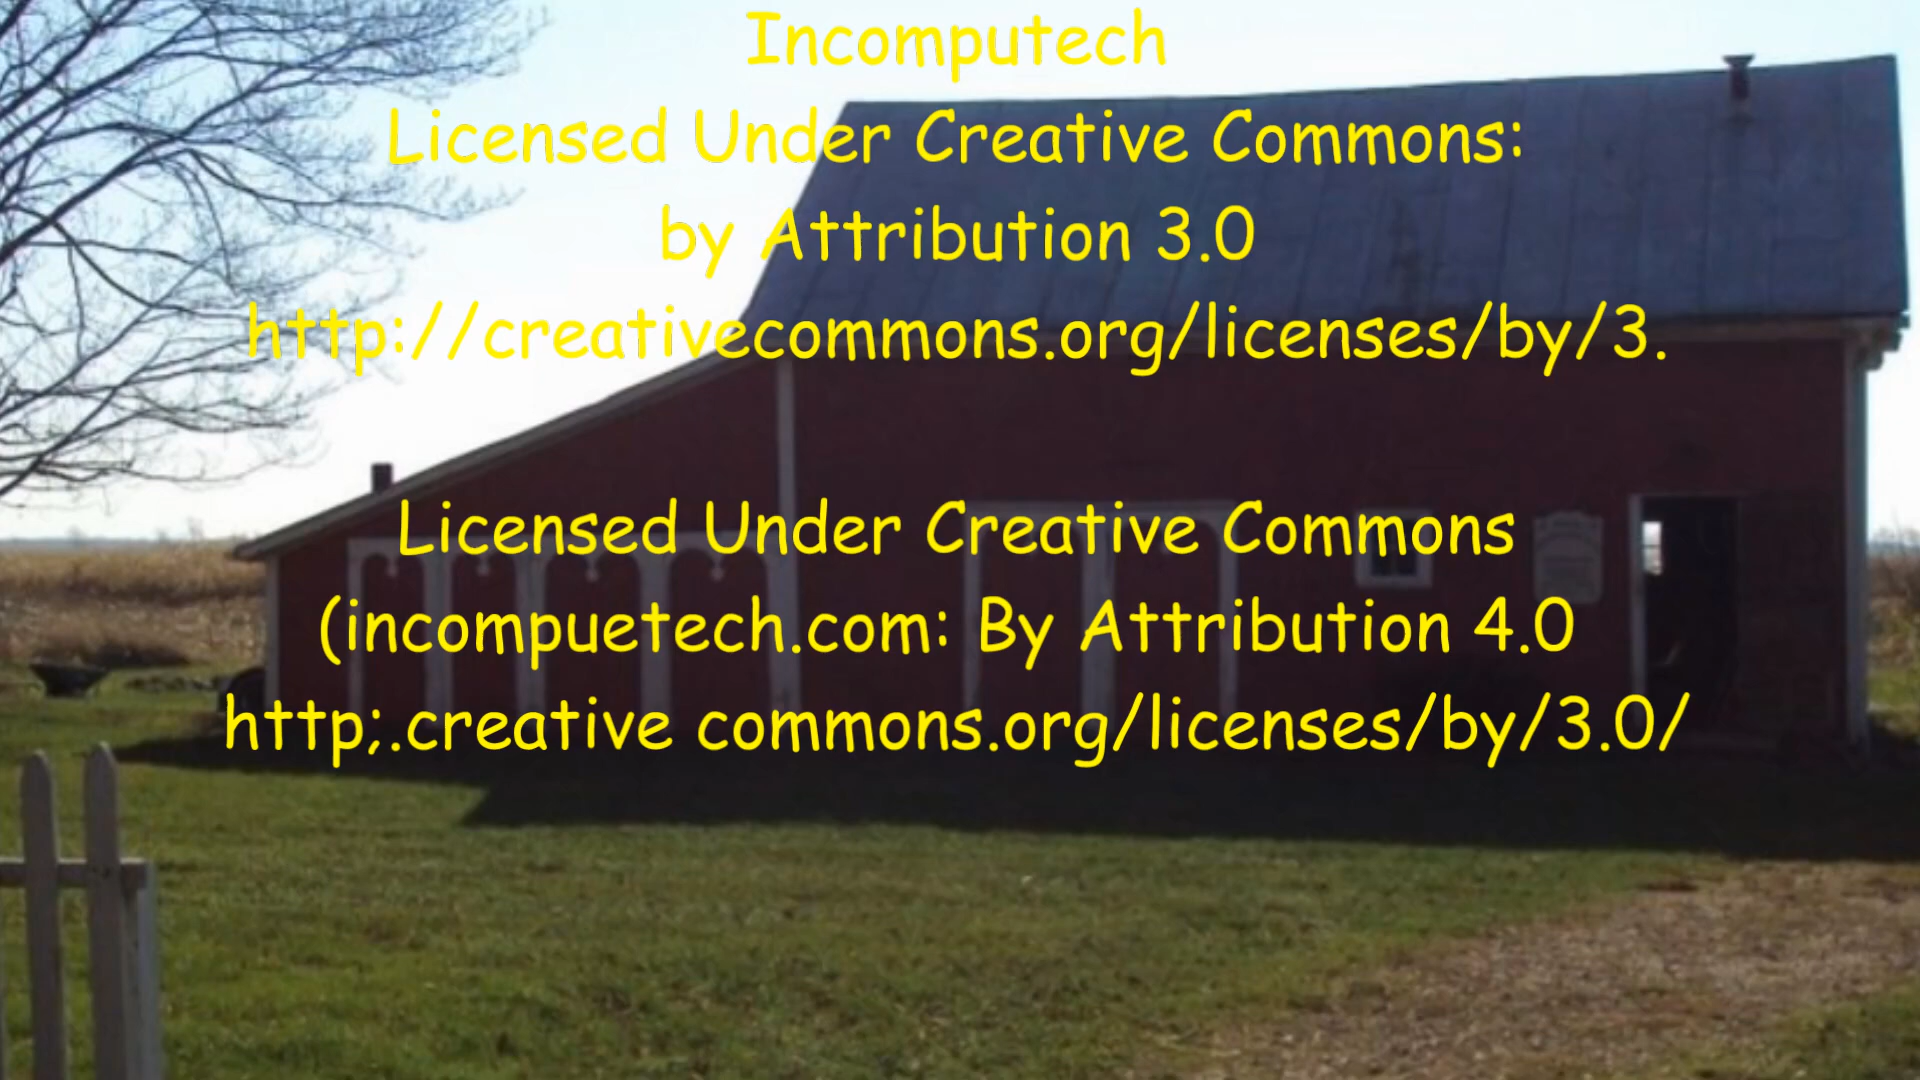 Incomputech
Licensed Under Creative Commons:
by Attribution 3.0
http://creativecommons.org/licenses/by/3.
Licensed Under Creative Commons
(incompuetech.com: By Attribution 4.0
http;.creative commons.org/licenses/by/3.0/